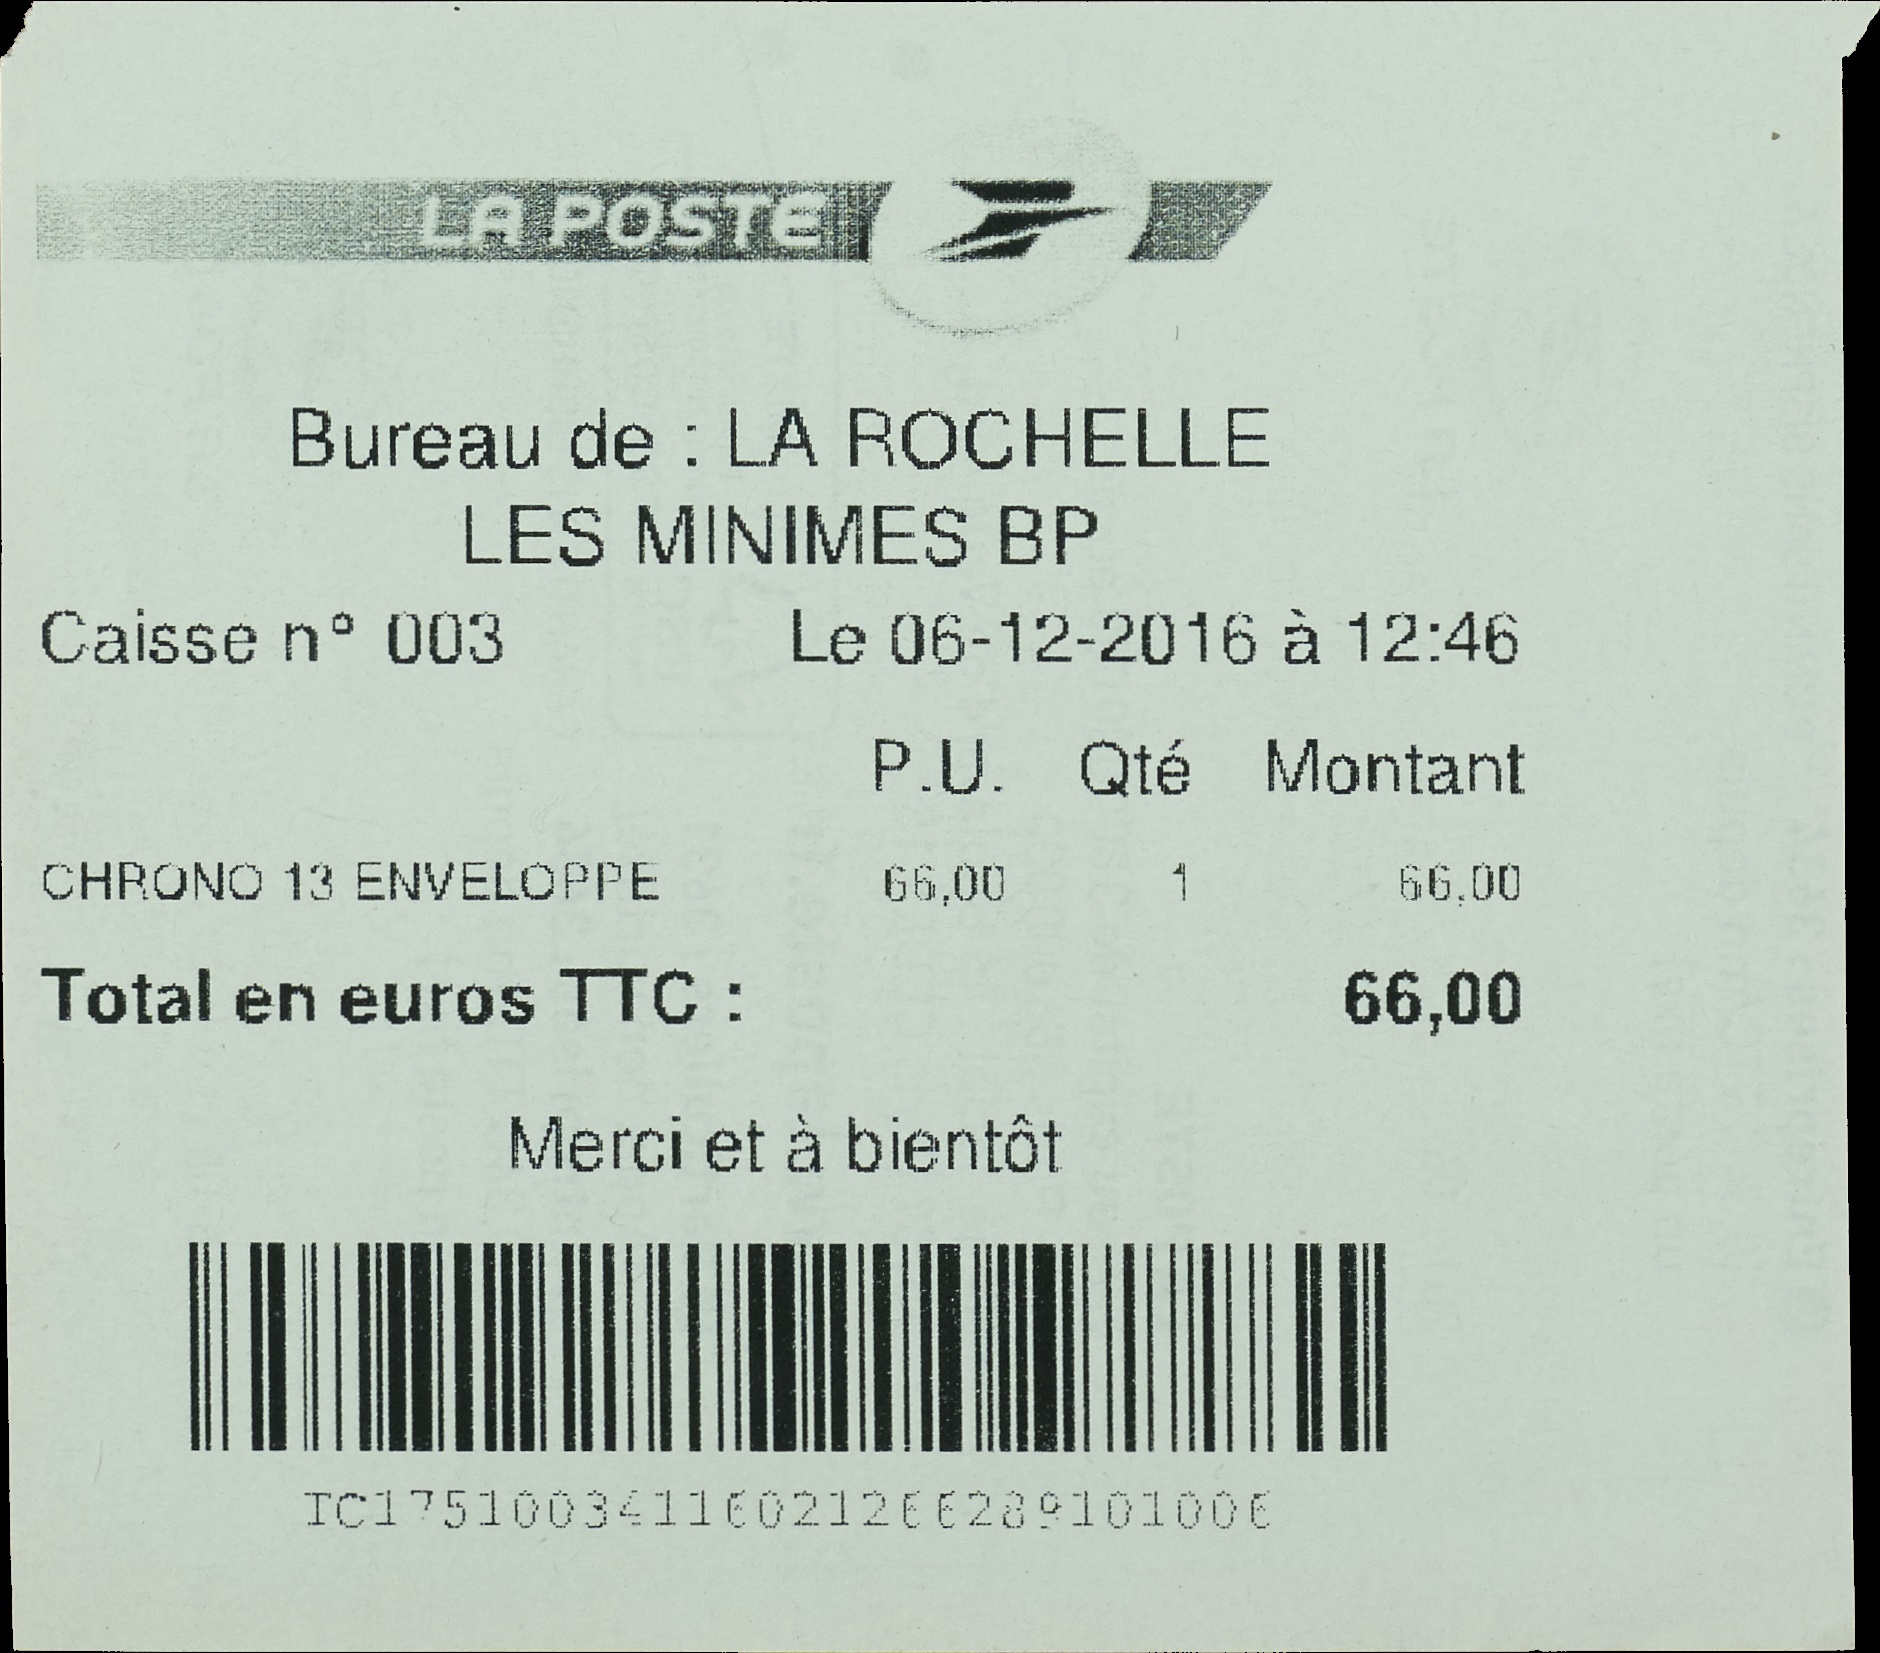 LA POSTE
Bureau de : LA ROCHELLE
LES MINIMES BP
Caisse n° 003 Le 06-12-2016 à 12:46
P.U. Qté Montant
CHRONO 13 ENVELOPPE 66,00 1 66,00
Total en euros TTC : 66,00
Merci et à bientôt
IC17510034116021266289101006